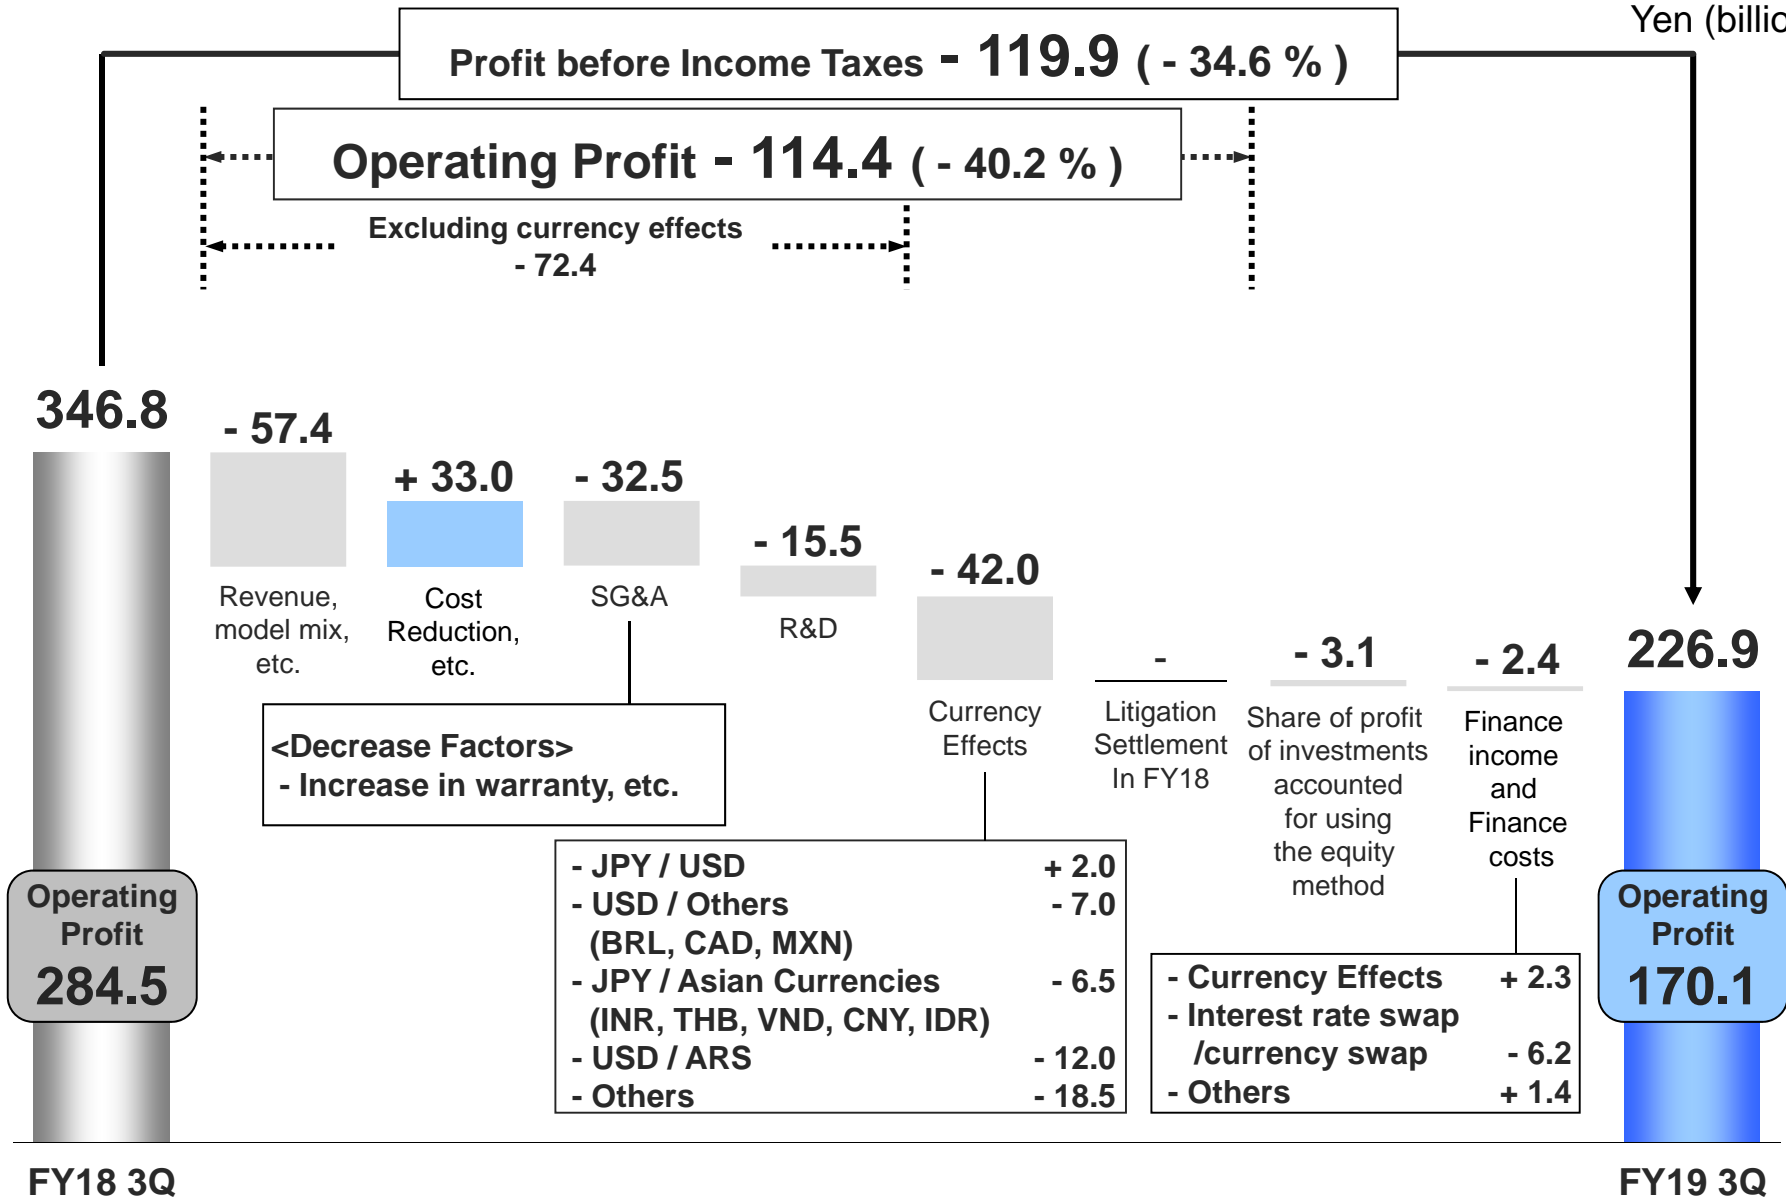 Yen (billio
Profit before Income Taxes - 119.9 ( - 34.6 % )
Operating Profit - 114.4 ( - 40.2 % )
Excluding currency effects
- 72.4
346.8
- 57.4
Revenue,
model mix,
etc.
+ 33.0
Cost
Reduction,
etc.
- 32.5
SG&A
- 15.5
R&D
- 42.0
Currency
Effects
-
Litigation
Settlement
In FY18
- 3.1
Share of profit
of investments
accounted
for using
the equity
method
- 2.4
Finance
income
and
Finance
costs
226.9
<Decrease Factors>
- Increase in warranty, etc.
- JPY / USD + 2.0
- USD / Others - 7.0
(BRL, CAD, MXN)
- JPY / Asian Currencies - 6.5
(INR, THB, VND, CNY, IDR)
- USD / ARS - 12.0
- Others - 18.5
- Currency Effects + 2.3
- Interest rate swap
/currency swap - 6.2
- Others + 1.4
Operating
Profit
284.5
Operating
Profit
170.1
FY18 3Q
FY19 3Q